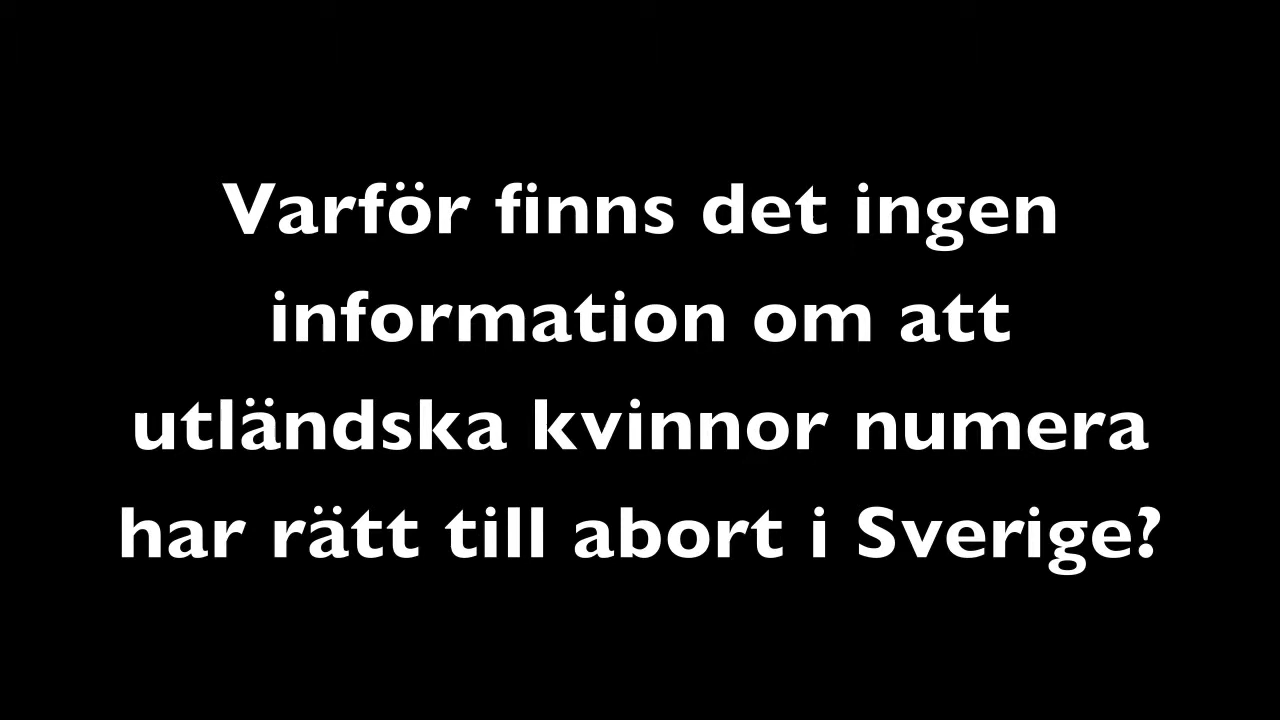 Varför finns det ingen
information om att
utländska kvinnor numera
har rätt till abort i Sverige?